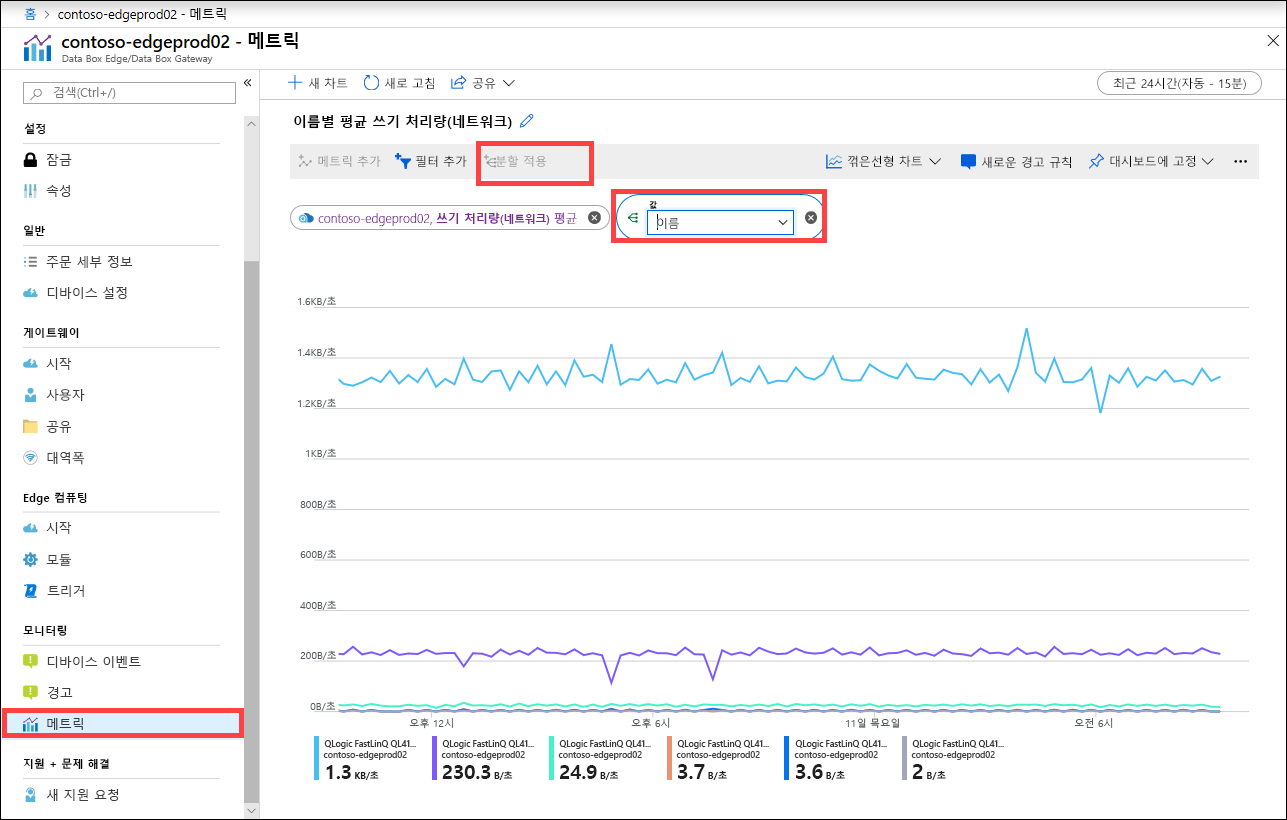 홈 > contoso-edgeprod02 - 메트릭
contoso-edgeprod02 - 메트릭
Data Box Edge/Data Box Gateway
검색(Ctrl+/)
설정
잠금
속성
일반
주문 세부 정보
디바이스 설정
게이트웨이
시작
사용자
공유
대역폭
Edge 컴퓨팅
시작
모듈
트리거
모니터링
디바이스 이벤트
경고
메트릭
지원 + 문제 해결
새 지원 요청
새 차트 새로 고침 공유 최근 24시간(자동 - 15분)
이름별 평균 쓰기 처리량(네트워크)
메트릭 추가 필터 추가 분할 적용 꺾은선형 차트 새로운 경고 규칙 대시보드에 고정
contoso-edgeprod02, 쓰기 처리량(네트워크) 평균
값
이름
1.6KB/초
1.4KB/초
1.2KB/초
1KB/초
800B/초
600B/초
400B/초
200B/초
0B/초
오후 12시 오후 6시 11일 목요일 오전 6시
QLogic FastLinQ QL41... QLogic FastLinQ QL41... QLogic FastLinQ QL41... QLogic FastLinQ QL41... QLogic FastLinQ QL41... QLogic FastLinQ QL41...
contoso-edgeprod02 contoso-edgeprod02 contoso-edgeprod02 contoso-edgeprod02 contoso-edgeprod02 contoso-edgeprod02
1.3 KB/초 230.3 B/초 24.9 B/초 3.7 B/초 3.6 B/초 2 B/초